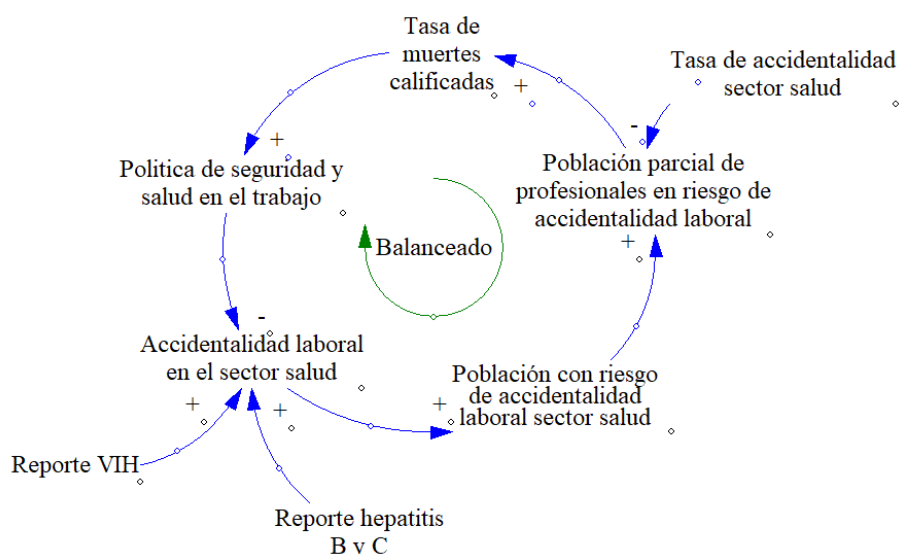 Tasa de
muertes
calificadas
+
Tasa de accidentalidad
sector salud
-
Población parcial de
profesionales en riesgo de
accidentalidad laboral
+
+
Politica de seguridad y
salud en el trabajo
Balanceado
-
Accidentalidad laboral
en el sector salud
+
+
+
Población con riesgo
de accidentalidad
laboral sector salud
Reporte VIH
Reporte hepatitis
B y C